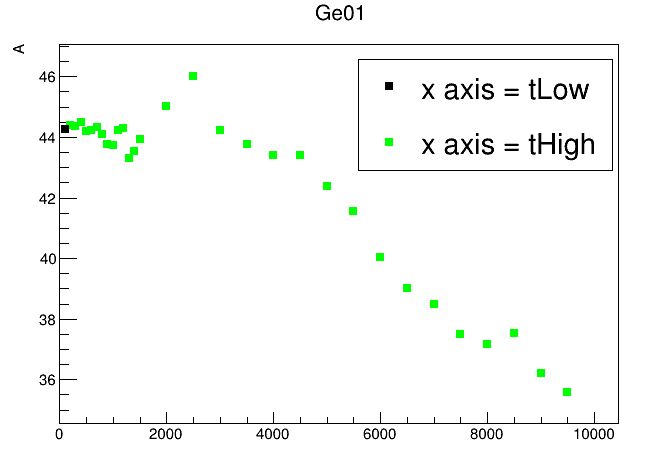 Ge01
A
x axis = tLow
x axis = tHigh
46
44
42
40
38
36
0 2000 4000 6000 8000 10000